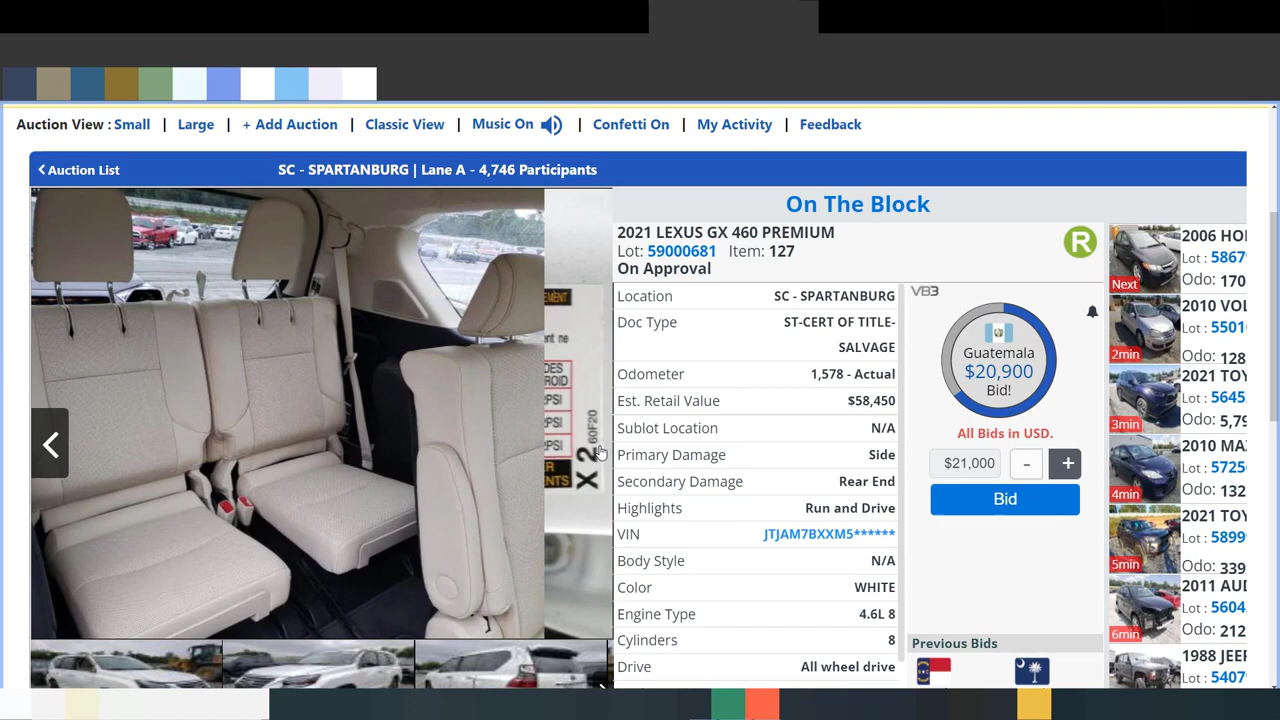 Auction View : Small | Large | + Add Auction | Classic View | Music On | Confetti On | My Activity | Feedback
Auction List SC - SPARTANBURG | Lane A - 4,746 Participants
On The Block
2021 LEXUS GX 460 PREMIUM
Lot: 59000681 Item: 127
On Approval
R
Location SC - SPARTANBURG
Doc Type ST-CERT OF TITLE-
SALVAGE
Odometer 1,578 - Actual
Est. Retail Value $58,450
Sublot Location N/A
Primary Damage Side
Secondary Damage Rear End
Highlights Run and Drive
VIN JTJAM7BXXM5******
Body Style N/A
Color WHITE
Engine Type 4.6L 8
Cylinders 8
Drive All wheel drive
VB3
Guatemala
$20,900
Bid!
All Bids in USD.
$21,000 - +
Bid
Previous Bids
2006 HO
Lot : 5867
Odo: 170
Next
2010 VOL
Lot : 5501
Odo: 128
2min
2021 TOY
Lot : 5645
Odo: 5,79
3min
2010 MA
Lot : 5725
Odo: 132
4min
2021 TOY
Lot : 5899
Odo: 339
5min
2011 AUD
Lot : 5604
Odo: 212
6min
1988 JEEP
Lot : 5407
PSI
PSI
PSI
X 2
60F20